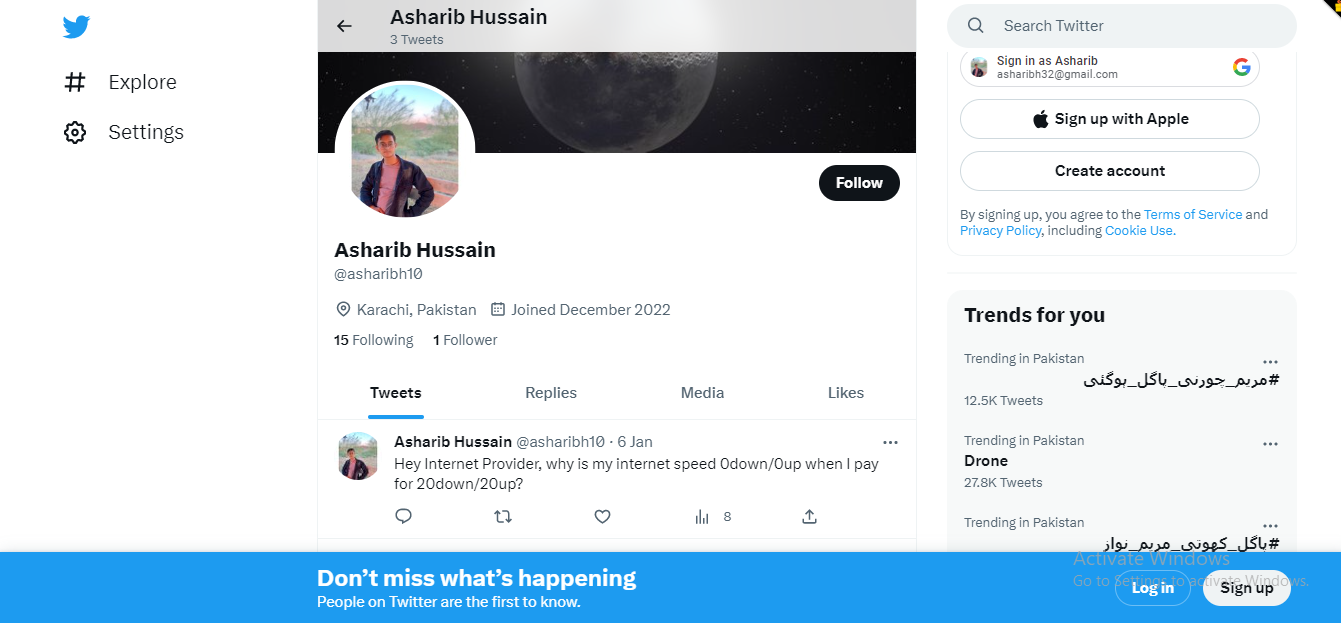 Explore
Settings
Asharib Hussain
3 Tweets
Follow
Asharib Hussain
@asharibh10
Karachi, Pakistan Joined December 2022
15 Following 1 Follower
Tweets Replies Media Likes
Asharib Hussain @asharibh10 · 6 Jan
Hey Internet Provider, why is my internet speed 0down/0up when I pay
for 20down/20up?
8
Search Twitter
Sign in as Asharib
asharibh32@gmail.com
Sign up with Apple
Create account
By signing up, you agree to the Terms of Service and
Privacy Policy, including Cookie Use.
Trends for you
Trending in Pakistan
#مریم_چورنی_پاگل_ہوگئی
12.5K Tweets
Trending in Pakistan
Drone
27.8K Tweets
Trending in Pakistan
#پاگل_کھوتی_مریم_نواز
Don’t miss what’s happening
People on Twitter are the first to know.
Log in
Sign up
Activate Windows
Go to Settings to activate Windows.